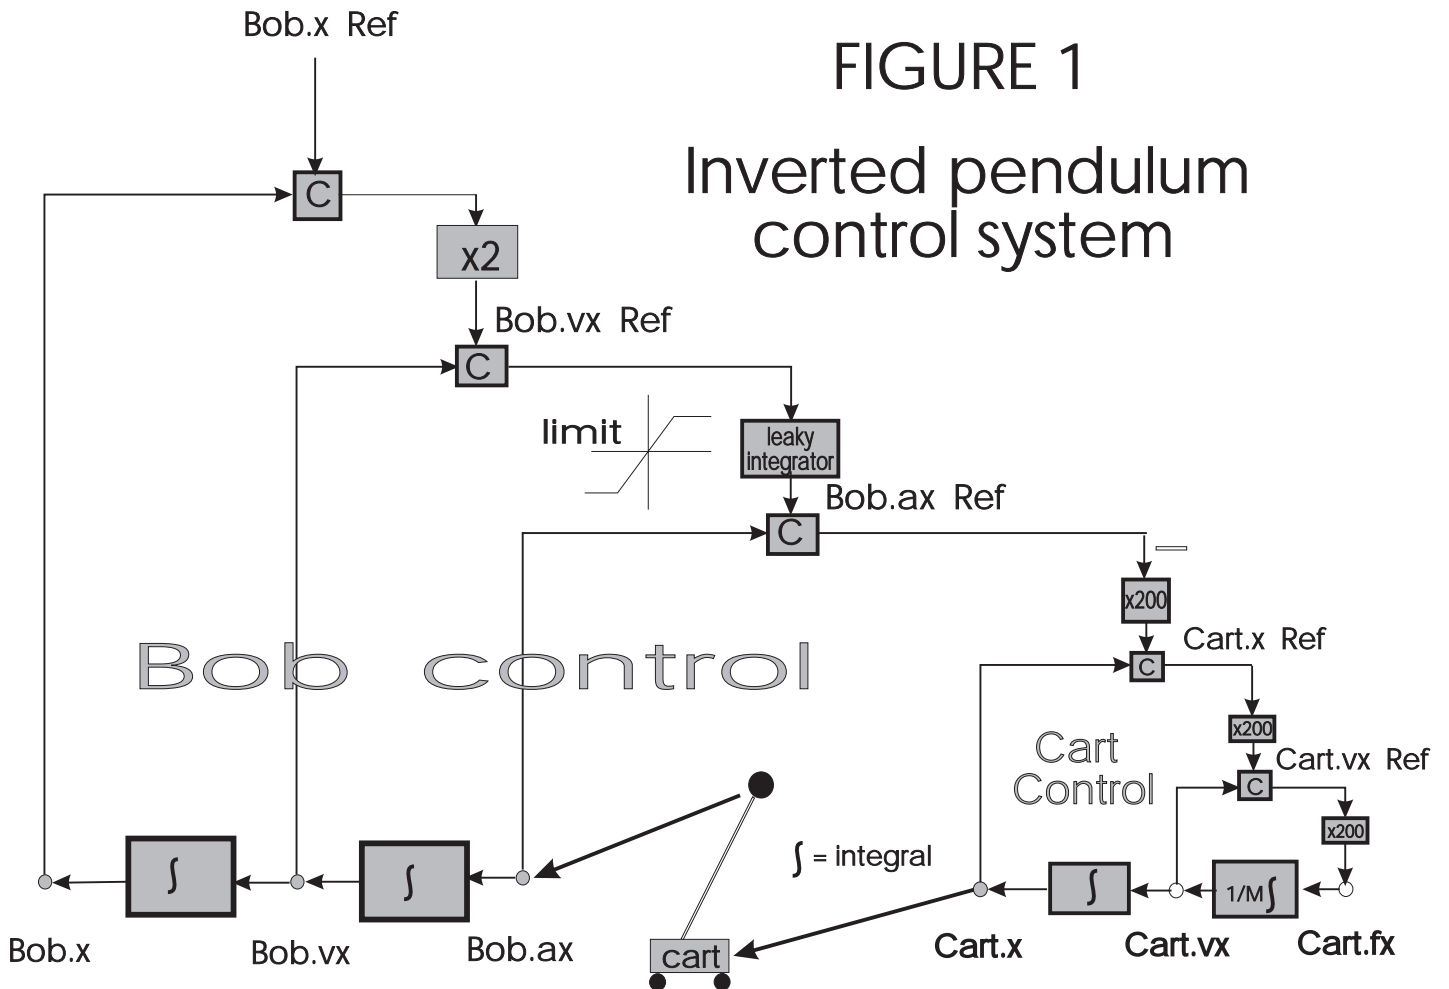 Bob.x Ref
FIGURE 1
Inverted pendulum
control system
C
x2
Bob.vx Ref
C
limit
leaky
integrator
Bob.ax Ref
C
x200
Cart.x Ref
C
Bob control
x200
Cart
Control
Cart.vx Ref
C
x200
∫
∫
∫ = integral
∫
1/M∫
Bob.x
Bob.vx
Bob.ax
cart
Cart.x
Cart.vx
Cart.fx